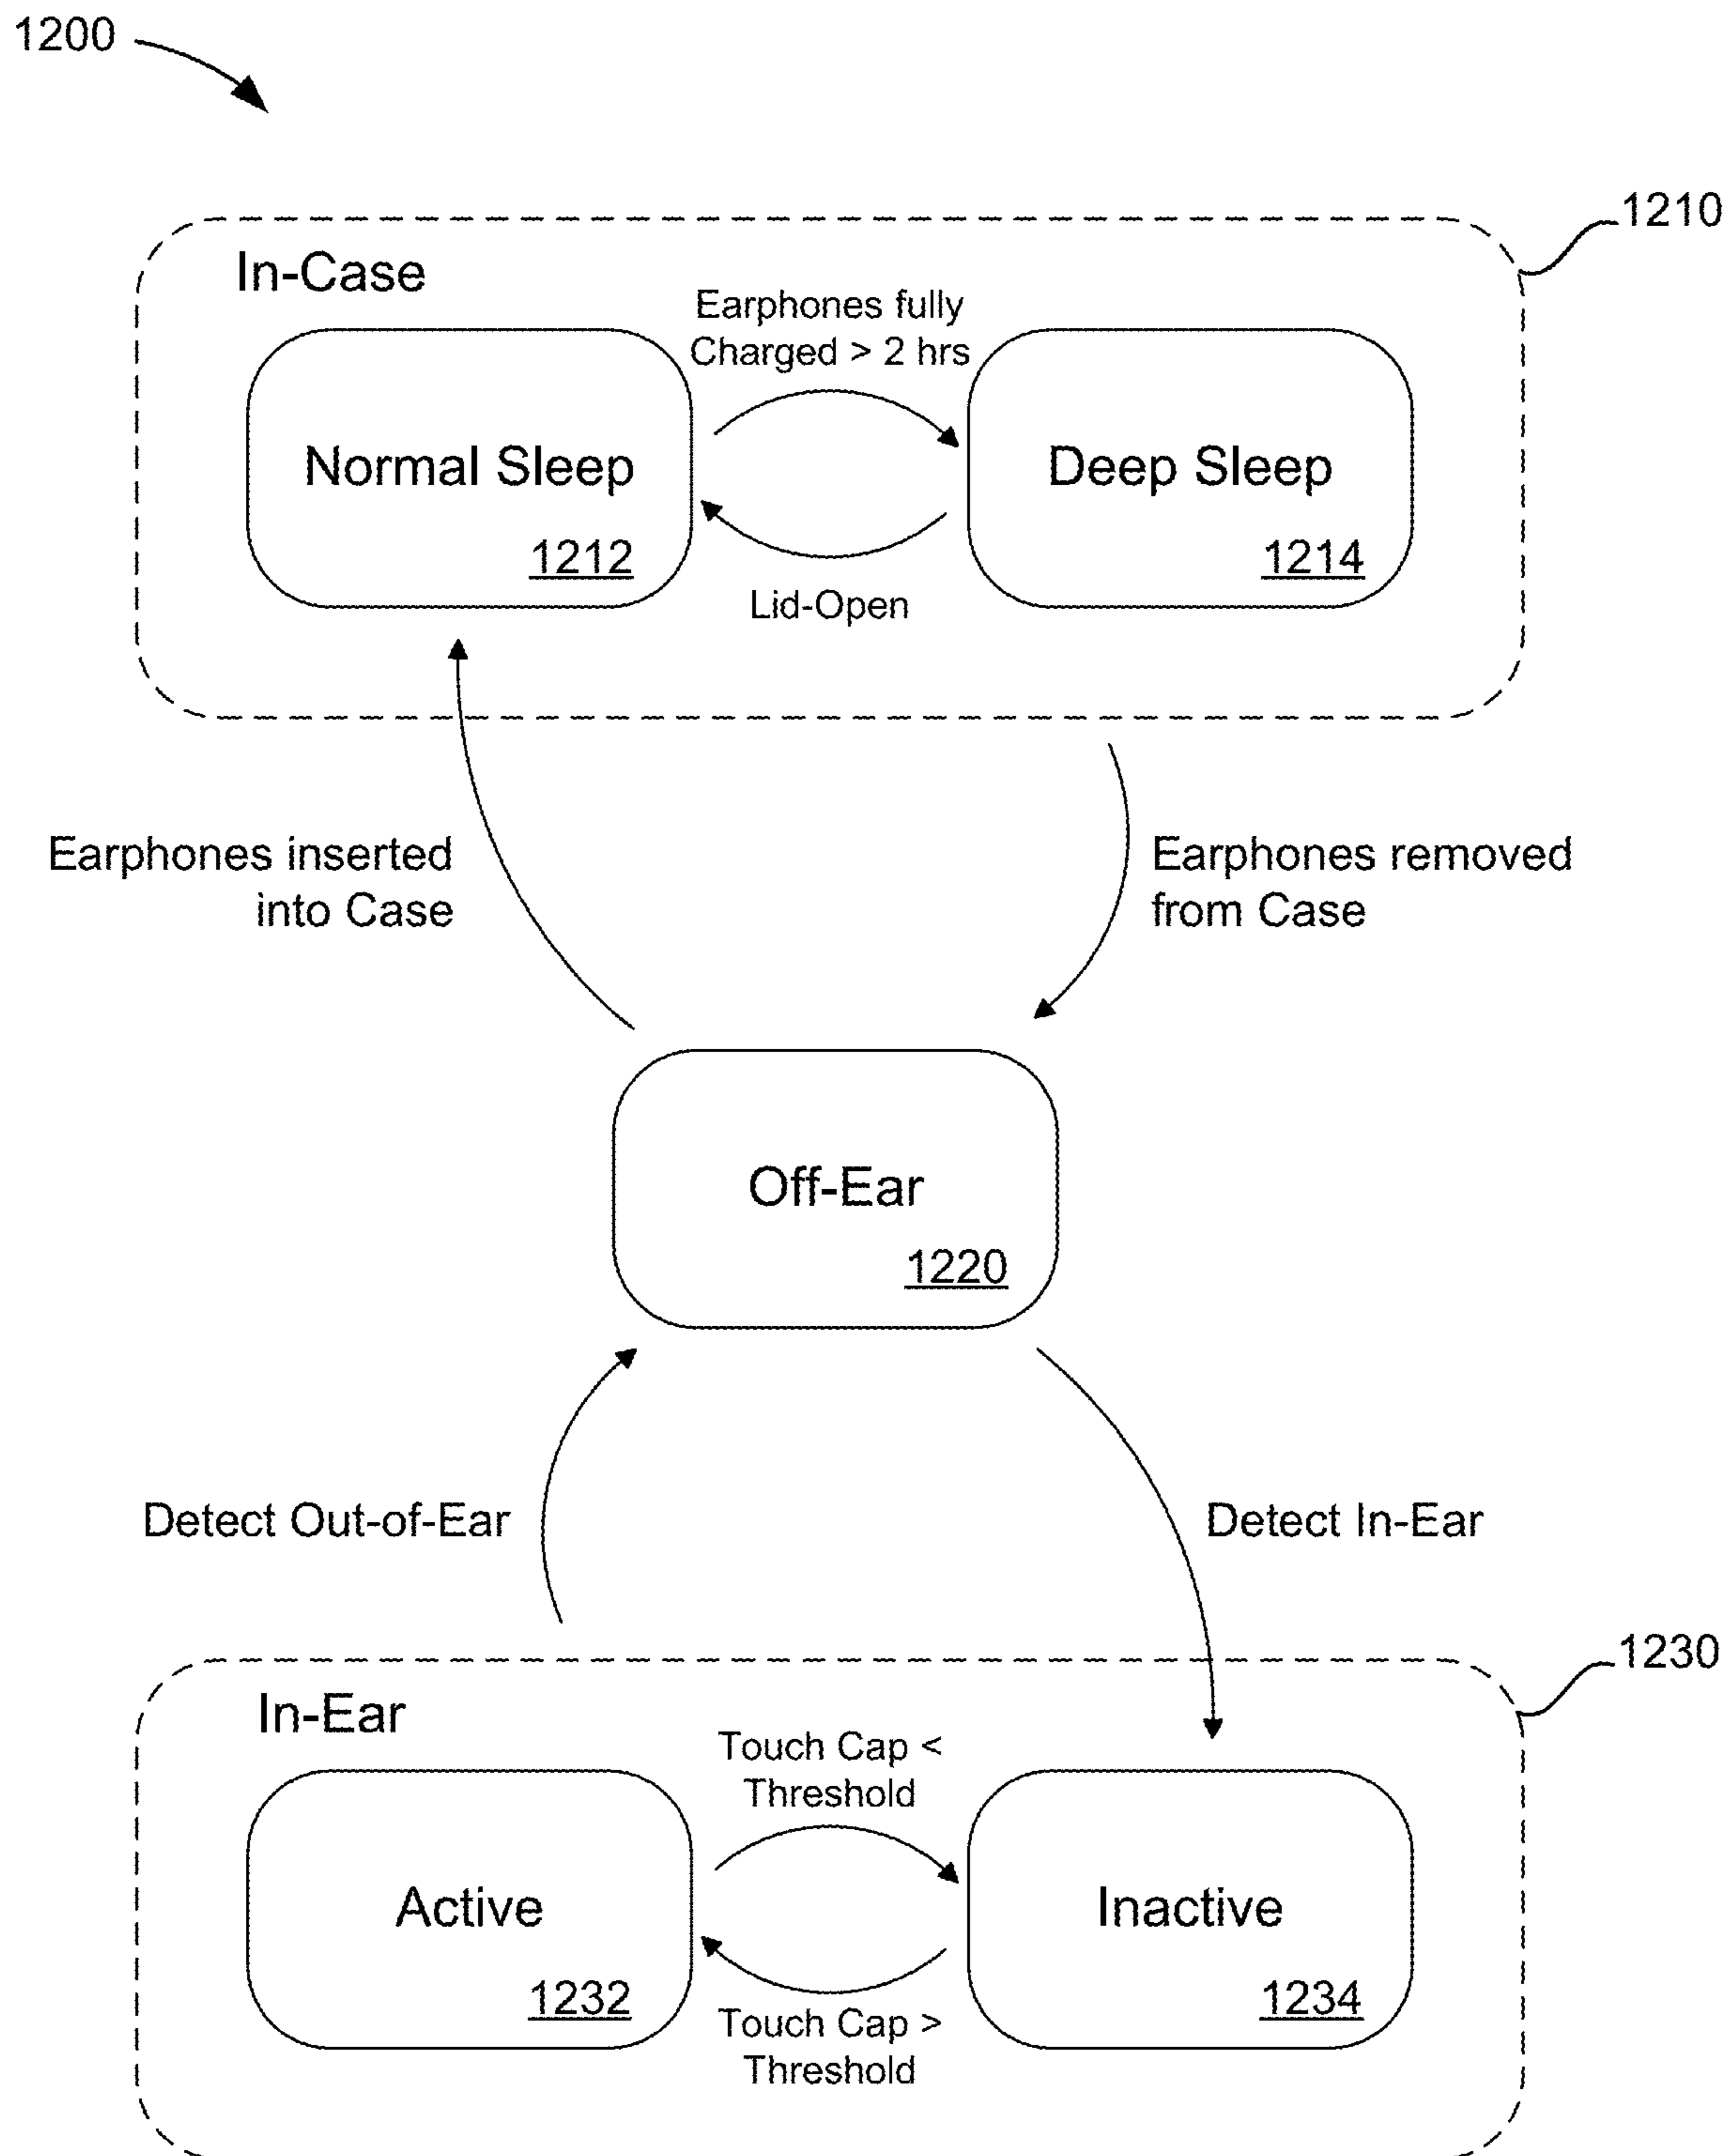 1200
1210
In-Case
Earphones fully
Charged > 2 hrs
Normal Sleep
1212
Deep Sleep
1214
Lid-Open
Earphones inserted
into Case
Earphones removed
from Case
Off-Ear
1220
Detect Out-of-Ear
Detect In-Ear
1230
In-Ear
Touch Cap <
Threshold
Active
1232
Inactive
1234
Touch Cap >
Threshold